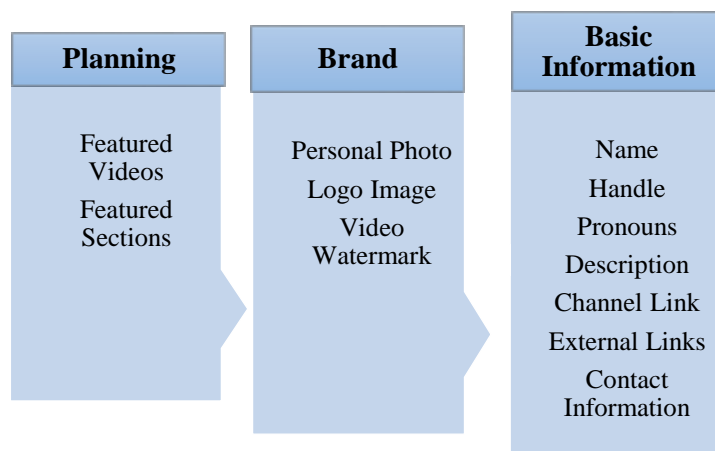 Planning
Featured
Videos
Featured
Sections
Brand
Personal Photo
Logo Image
Video
Watermark
Basic
Information
Name
Handle
Pronouns
Description
Channel Link
External Links
Contact
Information